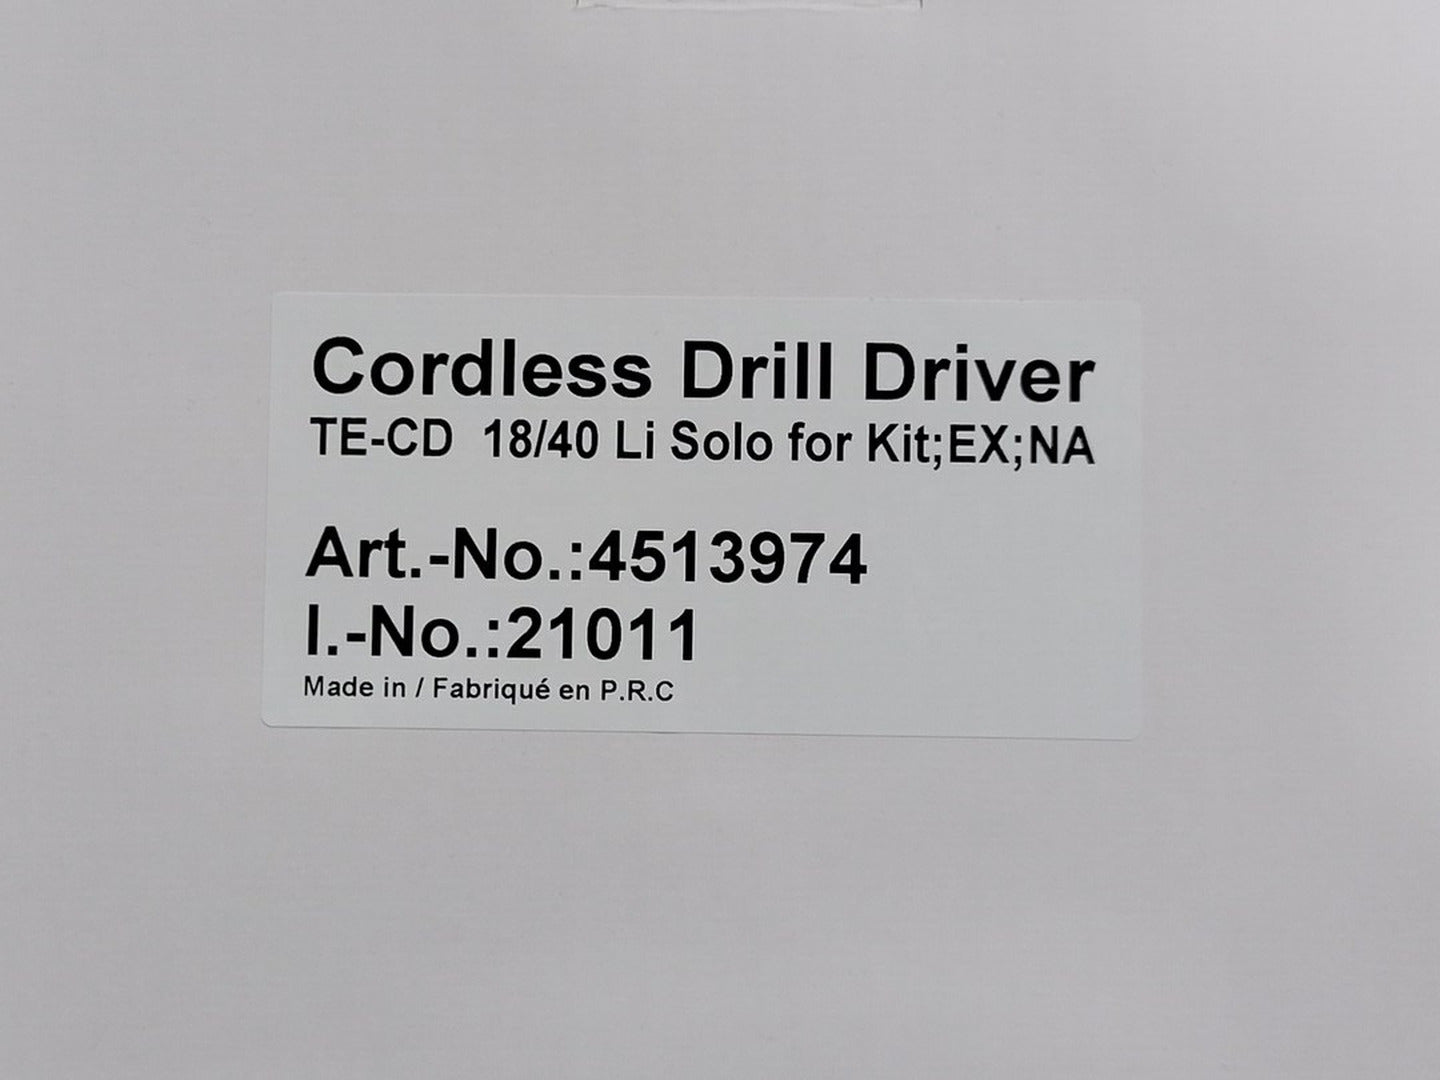 Cordless Drill Driver
TE-CD 18/40 Li Solo for Kit;EX;NA
Art.-No.:4513974
I.-No.:21011
Made in / Fabriqué en P.R.C